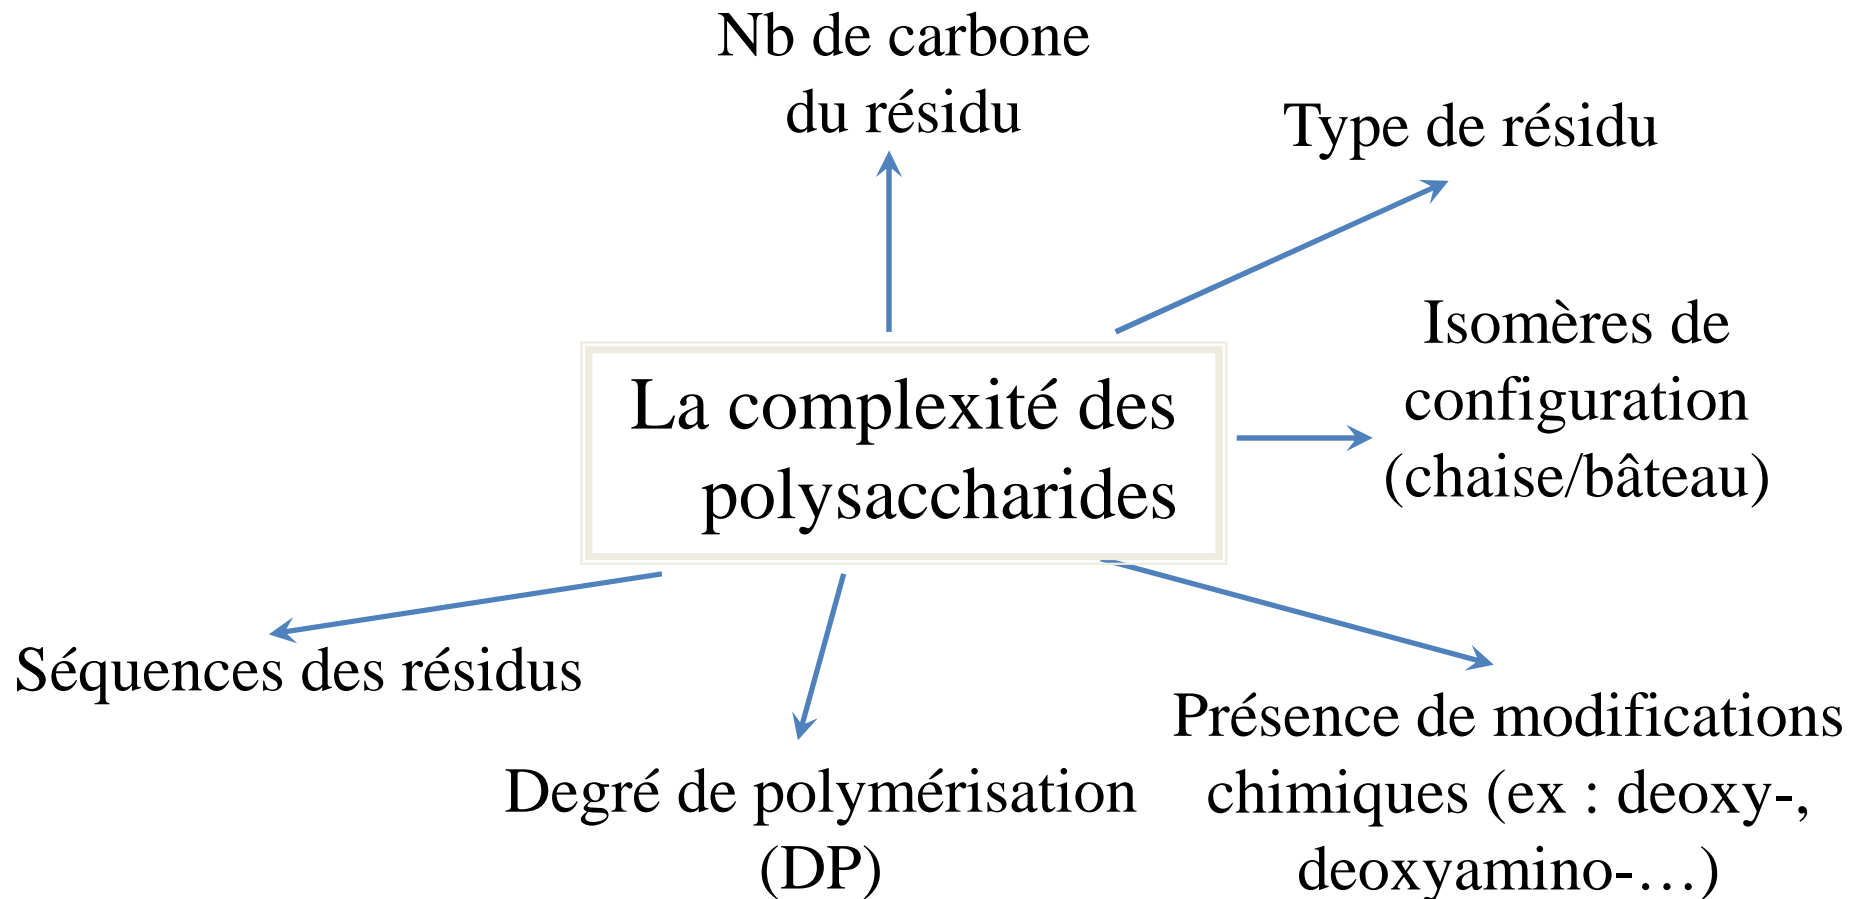 Nb de carbone
du résidu
Type de résidu
Isomères de
configuration
(chaise/bâteau)
La complexité des
polysaccharides
Séquences des résidus
Degré de polymérisation
(DP)
Présence de modifications
chimiques (ex : deoxy-,
deoxyamino-…)